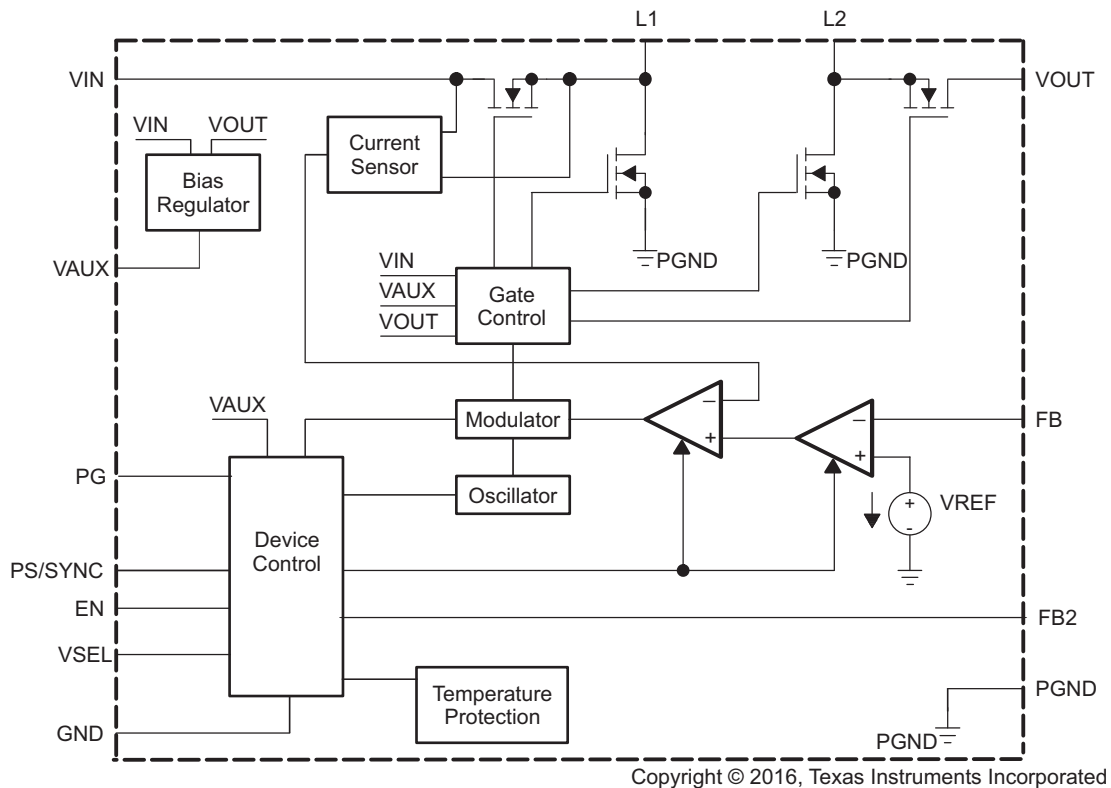 L1
L2
VIN
VOUT
VIN
VOUT
Current
Sensor
Bias
Regulator
VAUX
PGND
PGND
VIN
VAUX
VOUT
Gate
Control
VAUX
Modulator
−
+
−
+
FB
PG
Oscillator
+
-
VREF
Device
Control
PS/SYNC
EN
FB2
VSEL
Temperature
Protection
PGND
GND
PGND
Copyright © 2016, Texas Instruments Incorporated